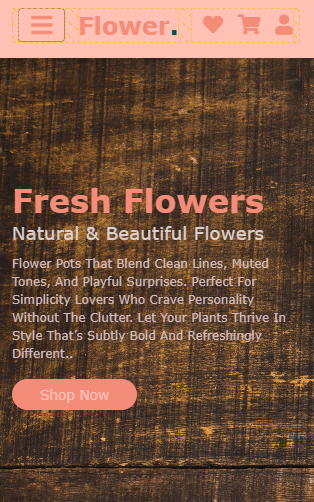 Flower.
Fresh Flowers
Natural & Beautiful Flowers
Flower Pots That Blend Clean Lines, Muted
Tones, And Playful Surprises. Perfect For
Simplicity Lovers Who Crave Personality
Without The Clutter. Let Your Plants Thrive In
Style That’s Subtly Bold And Refreshingly
Different..
Shop Now